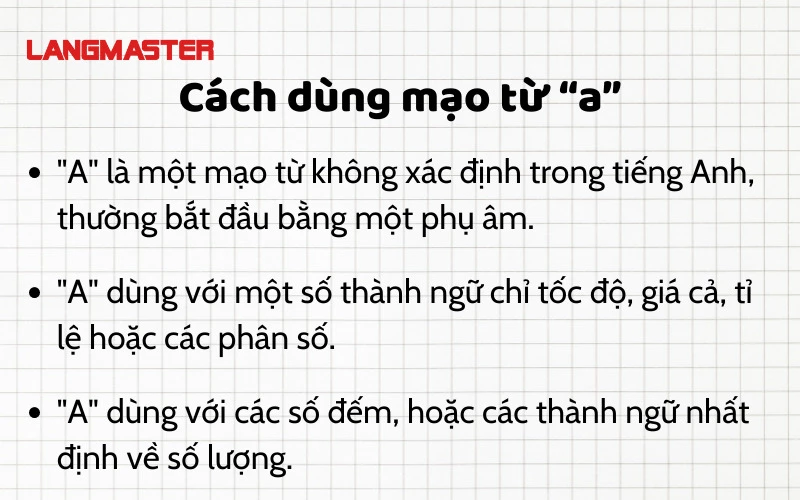 LANGMASTER
Cách dùng mạo từ “a”
• "A" là một mạo từ không xác định trong tiếng Anh,
thường bắt đầu bằng một phụ âm.
• "A" dùng với một số thành ngữ chỉ tốc độ, giá cả, tỉ
lệ hoặc các phân số.
• "A" dùng với các số đếm, hoặc các thành ngữ nhất
định về số lượng.